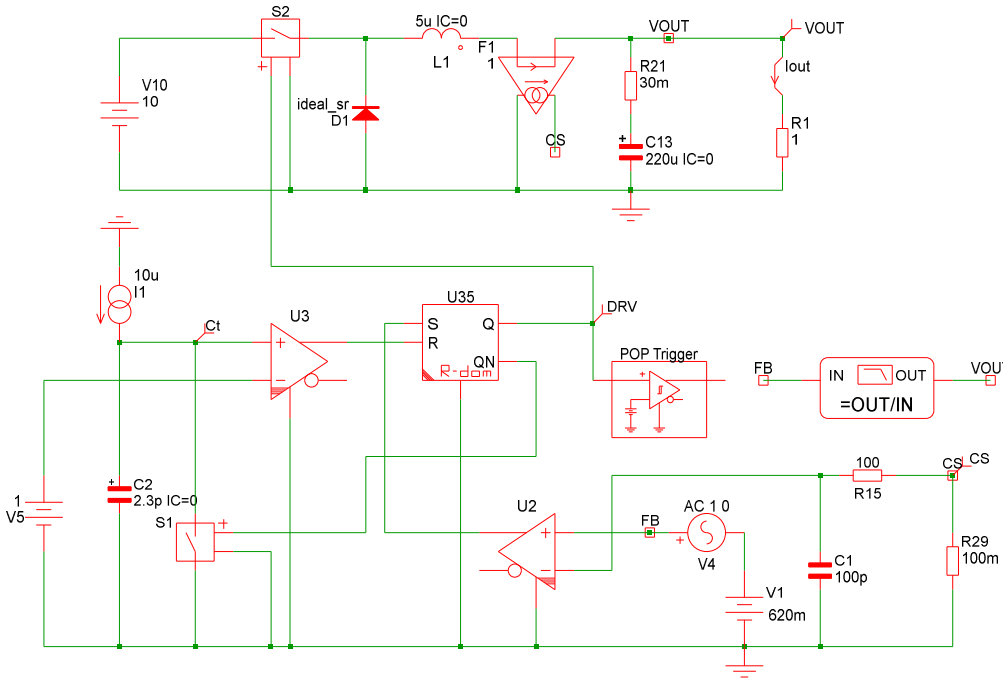 S2
5u IC=0
L1
F1
1
VOUT
VOUT
V10
10
ideal_sr
D1
CS
R21
30m
C13
220u IC=0
Iout
R1
1
10u
I1
Ct
U3
U35
S
R
Q
QN
R-dom
DRV
POP Trigger
FB
IN
OUT
=OUT/IN
VOU
1
V5
C2
2.3p IC=0
S1
U2
FB
AC 1 0
V4
V1
620m
100
R15
CS
CS
C1
100p
R29
100m